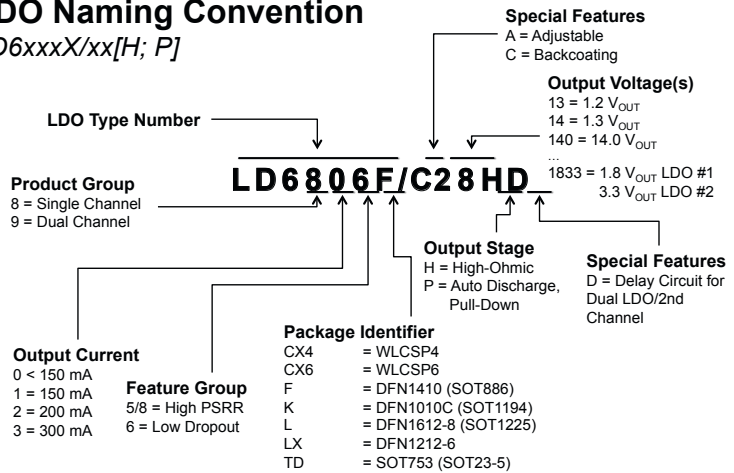 DO Naming Convention
D6xxxX/xx[H; P]
Special Features
A = Adjustable
C = Backcoating
Output Voltage(s)
13 = 1.2 VOUT
14 = 1.3 VOUT
140 = 14.0 VOUT
...
1833 = 1.8 VOUT LDO #1
3.3 VOUT LDO #2
LDO Type Number
LD6806F/C28HD
Product Group
8 = Single Channel
9 = Dual Channel
Output Stage
H = High-Ohmic
P = Auto Discharge,
Pull-Down
Special Features
D = Delay Circuit for
Dual LDO/2nd
Channel
Output Current
0 < 150 mA
1 = 150 mA
2 = 200 mA
3 = 300 mA
Feature Group
5/8 = High PSRR
6 = Low Dropout
Package Identifier
CX4 = WLCSP4
CX6 = WLCSP6
F = DFN1410 (SOT886)
K = DFN1010C (SOT1194)
L = DFN1612-8 (SOT1225)
LX = DFN1212-6
TD = SOT753 (SOT23-5)